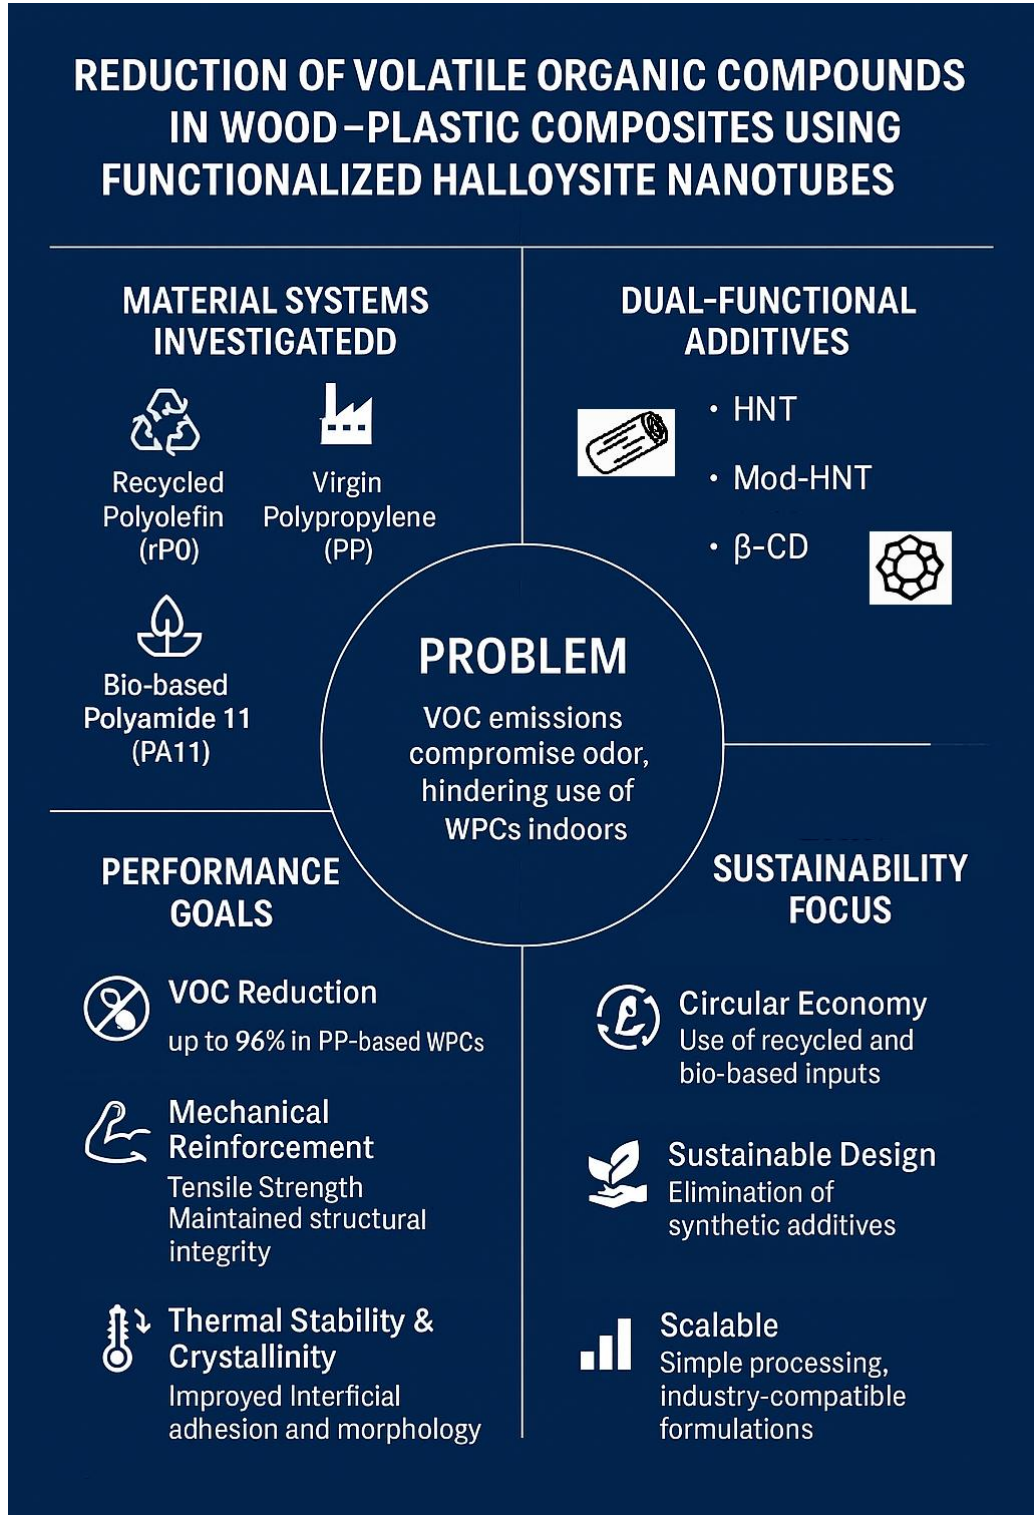 REDUCTION OF VOLATILE ORGANIC COMPOUNDS
IN WOOD–PLASTIC COMPOSITES USING
FUNCTIONALIZED HALLOYSITE NANOTUBES
MATERIAL SYSTEMS
INVESTIGATEDD
Recycled
Polyolefin
(rP0)
Virgin
Polypropylene
(PP)
Bio-based
Polyamide 11
(PA11)
DUAL-FUNCTIONAL
ADDITIVES
• HNT
• Mod-HNT
• β-CD
PROBLEM
VOC emissions
compromise odor,
hindering use of
WPCs indoors
PERFORMANCE
GOALS
VOC Reduction
up to 96% in PP-based WPCs
Mechanical
Reinforcement
Tensile Strength
Maintained structural
integrity
Thermal Stability &
Crystallinity
Improyed Interficial
adhesion and morphology
SUSTAINABILITY
FOCUS
Circular Economy
Use of recycled and
bio-based inputs
Sustainable Design
Elimination of
synthetic additives
Scalable
Simple processing,
industry-compatible
formulations